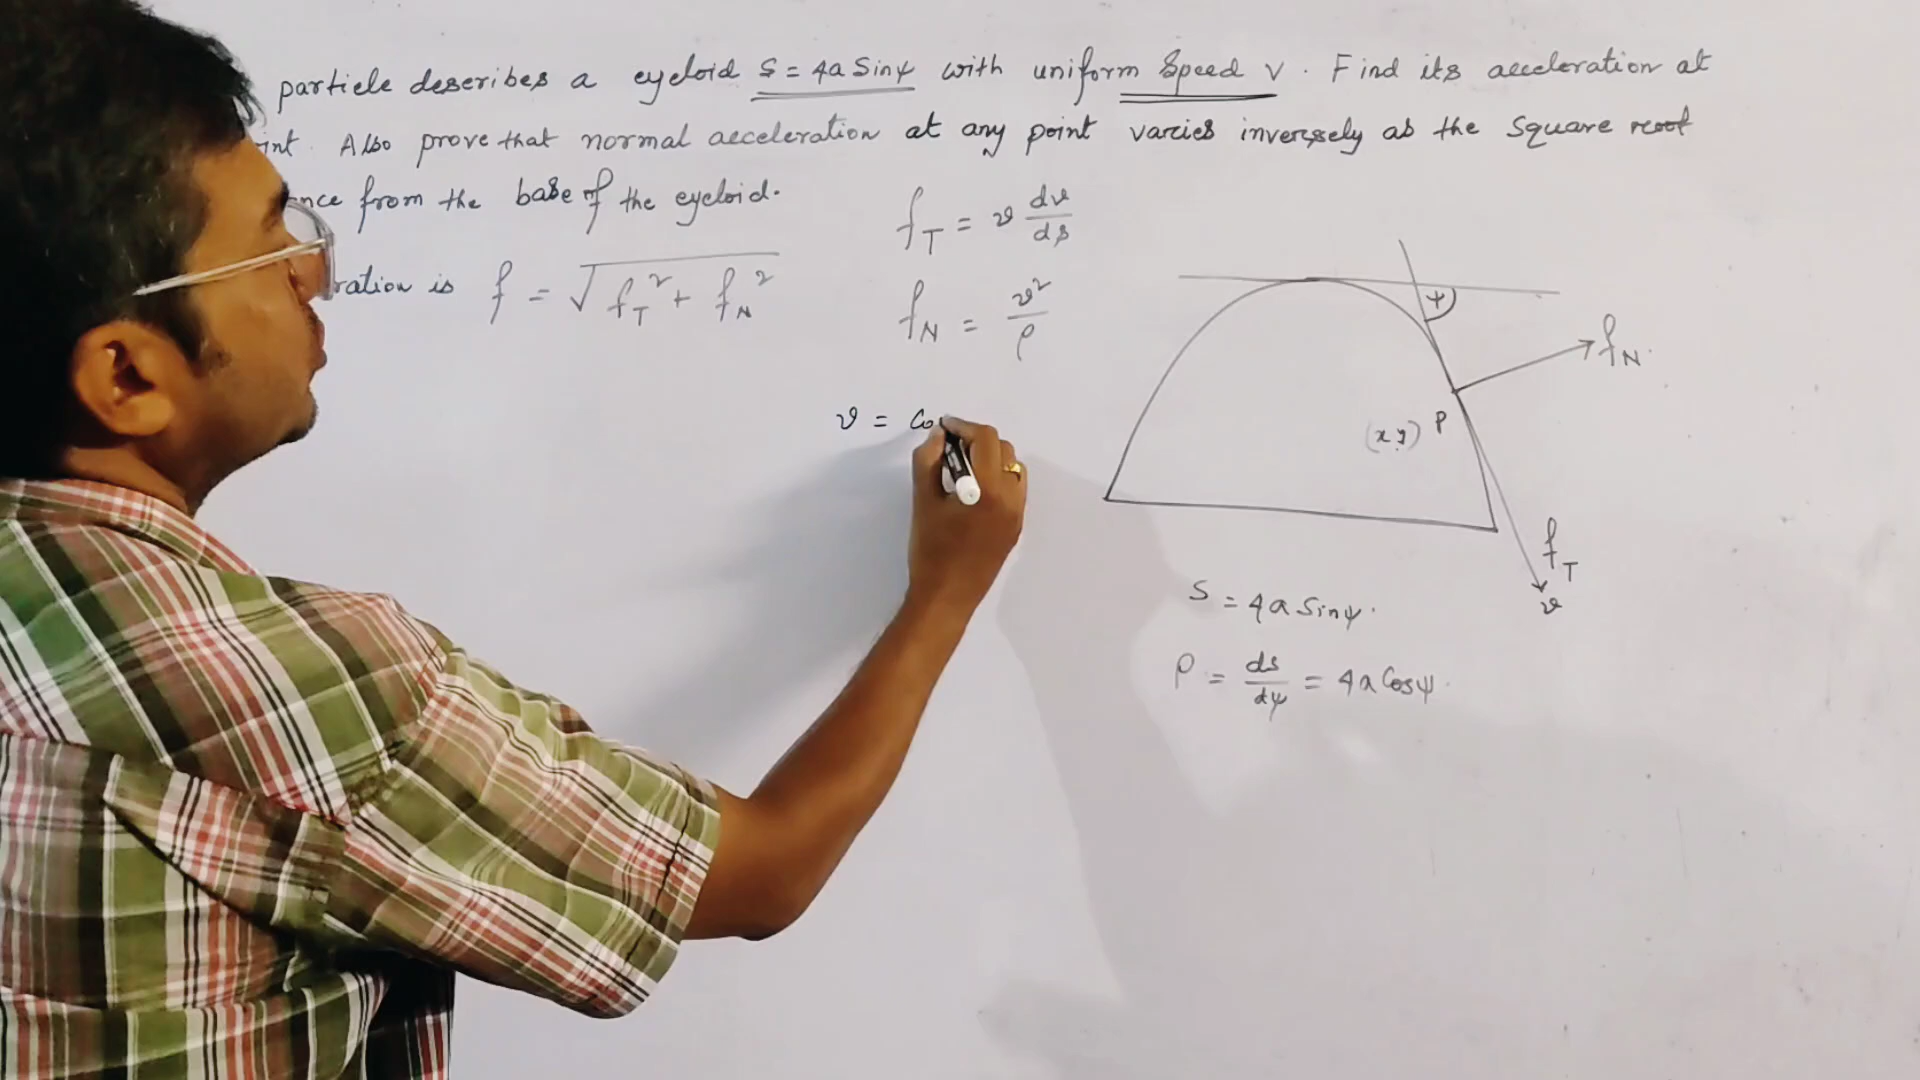 particle describes a cycloid S = 4a Sinψ with uniform Speed v. Find its acceleration at
int. Also prove that normal acceleration at any point varies inversely as the Square root
nce from the base of the cycloid.
ration is f = √(f_T² + f_N²)
f_T = v dv/ds
f_N = v²/ρ
v = Co
ψ
f_N.
P
(x y)
f_T
v
S = 4a Sinψ.
ρ = ds/dψ = 4a Cosψ.